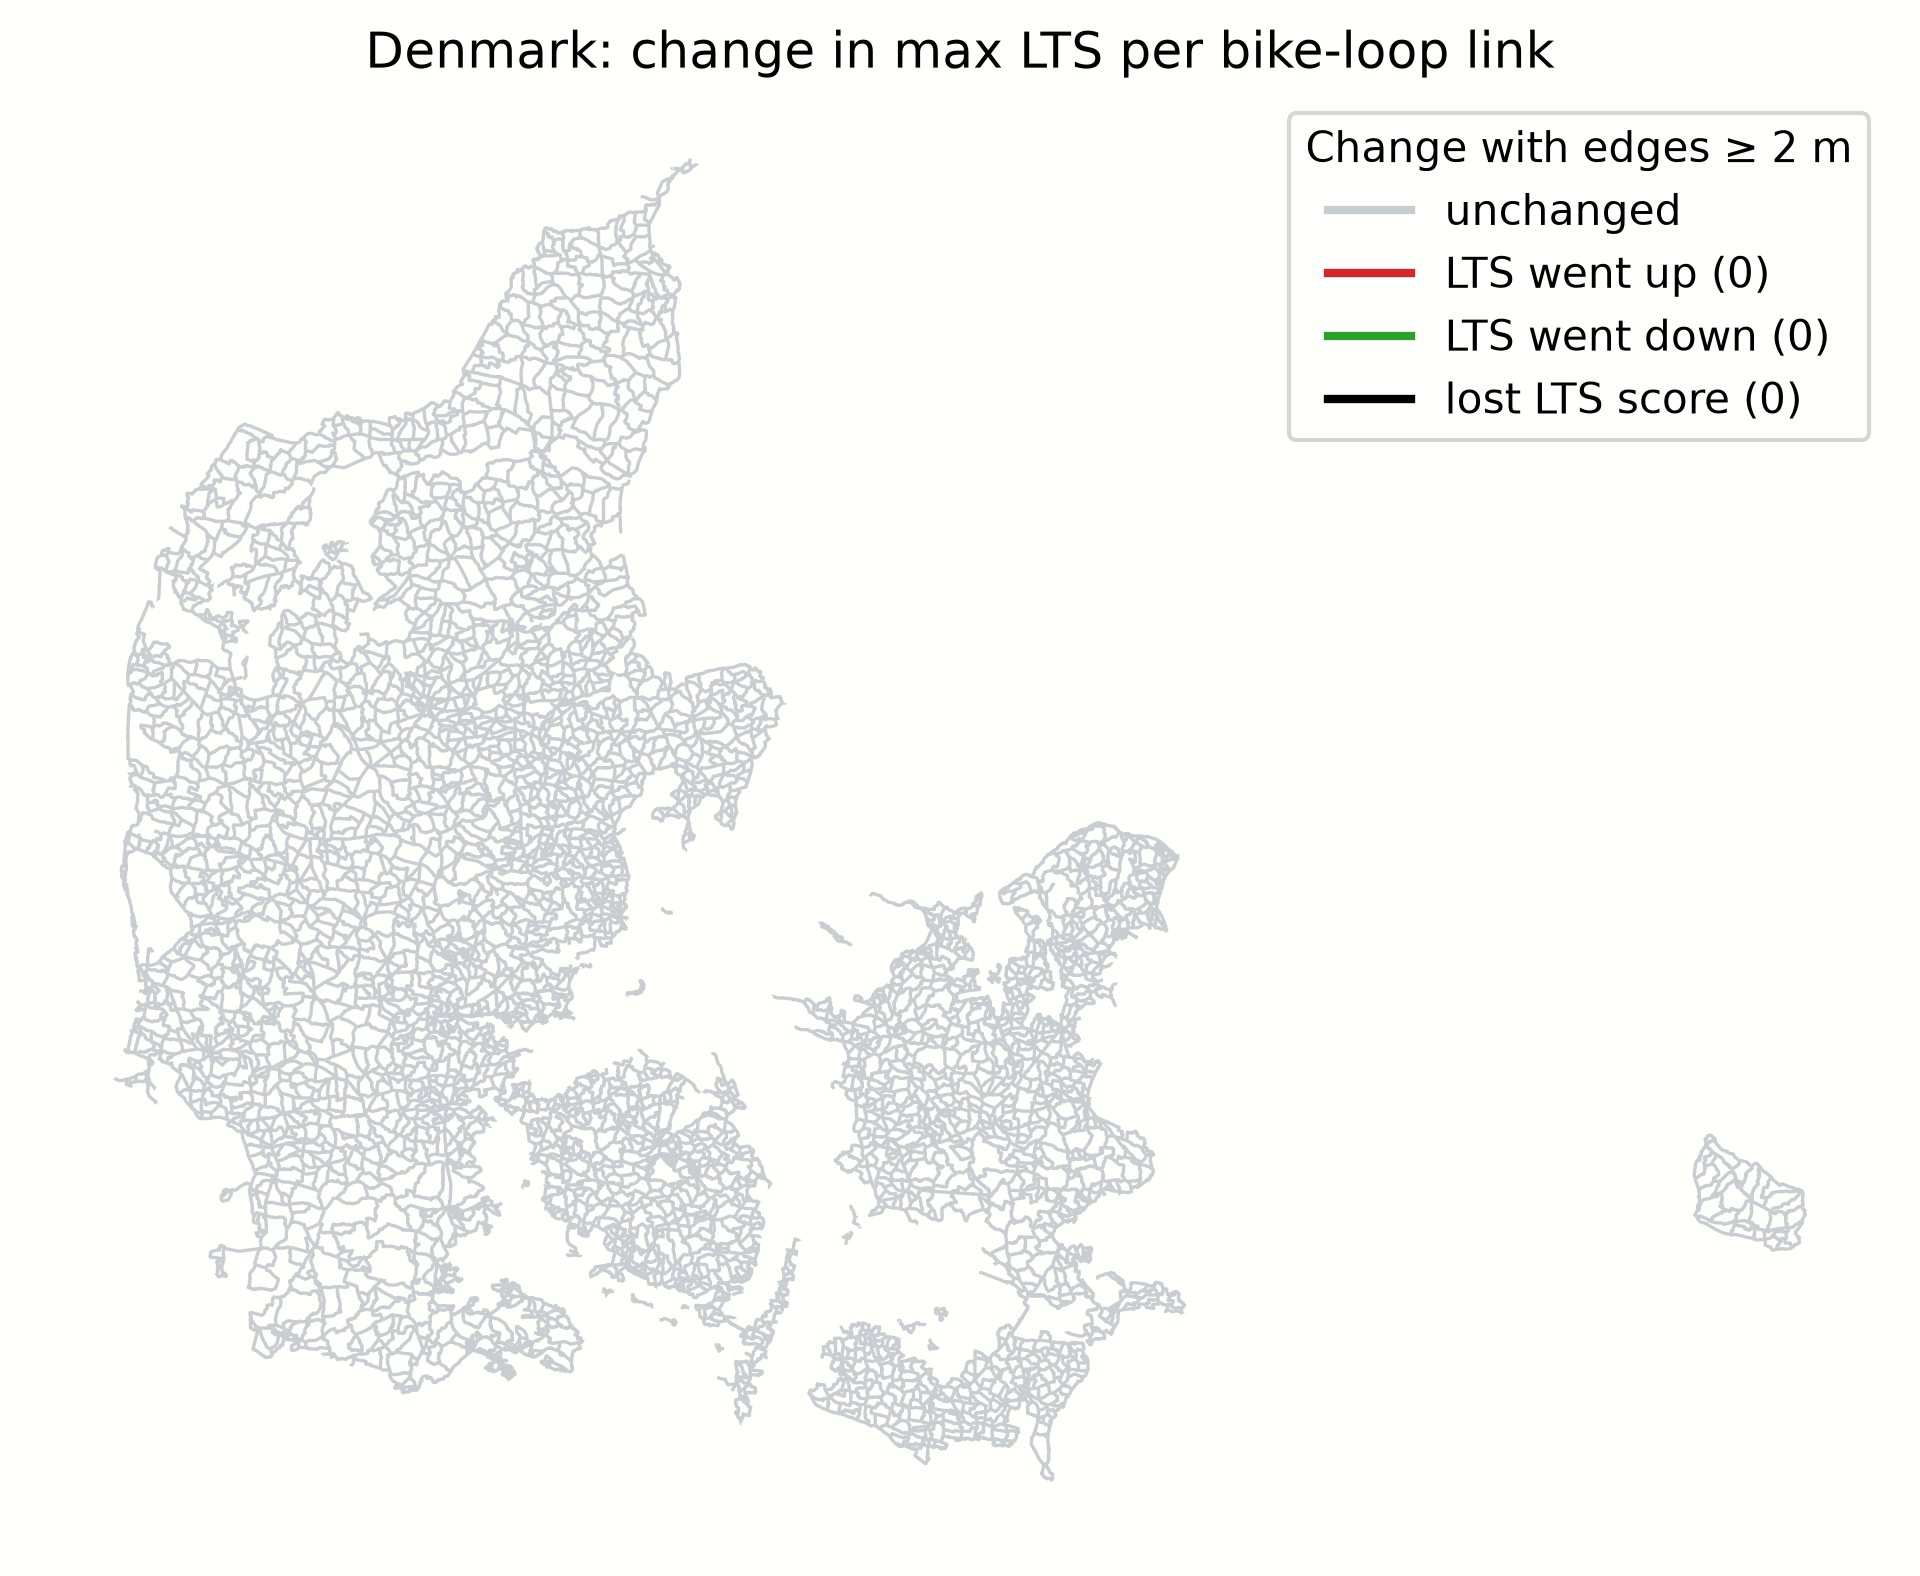 Denmark: change in max LTS per bike-loop link
Change with edges ≥ 2 m
unchanged
LTS went up (0)
LTS went down (0)
lost LTS score (0)